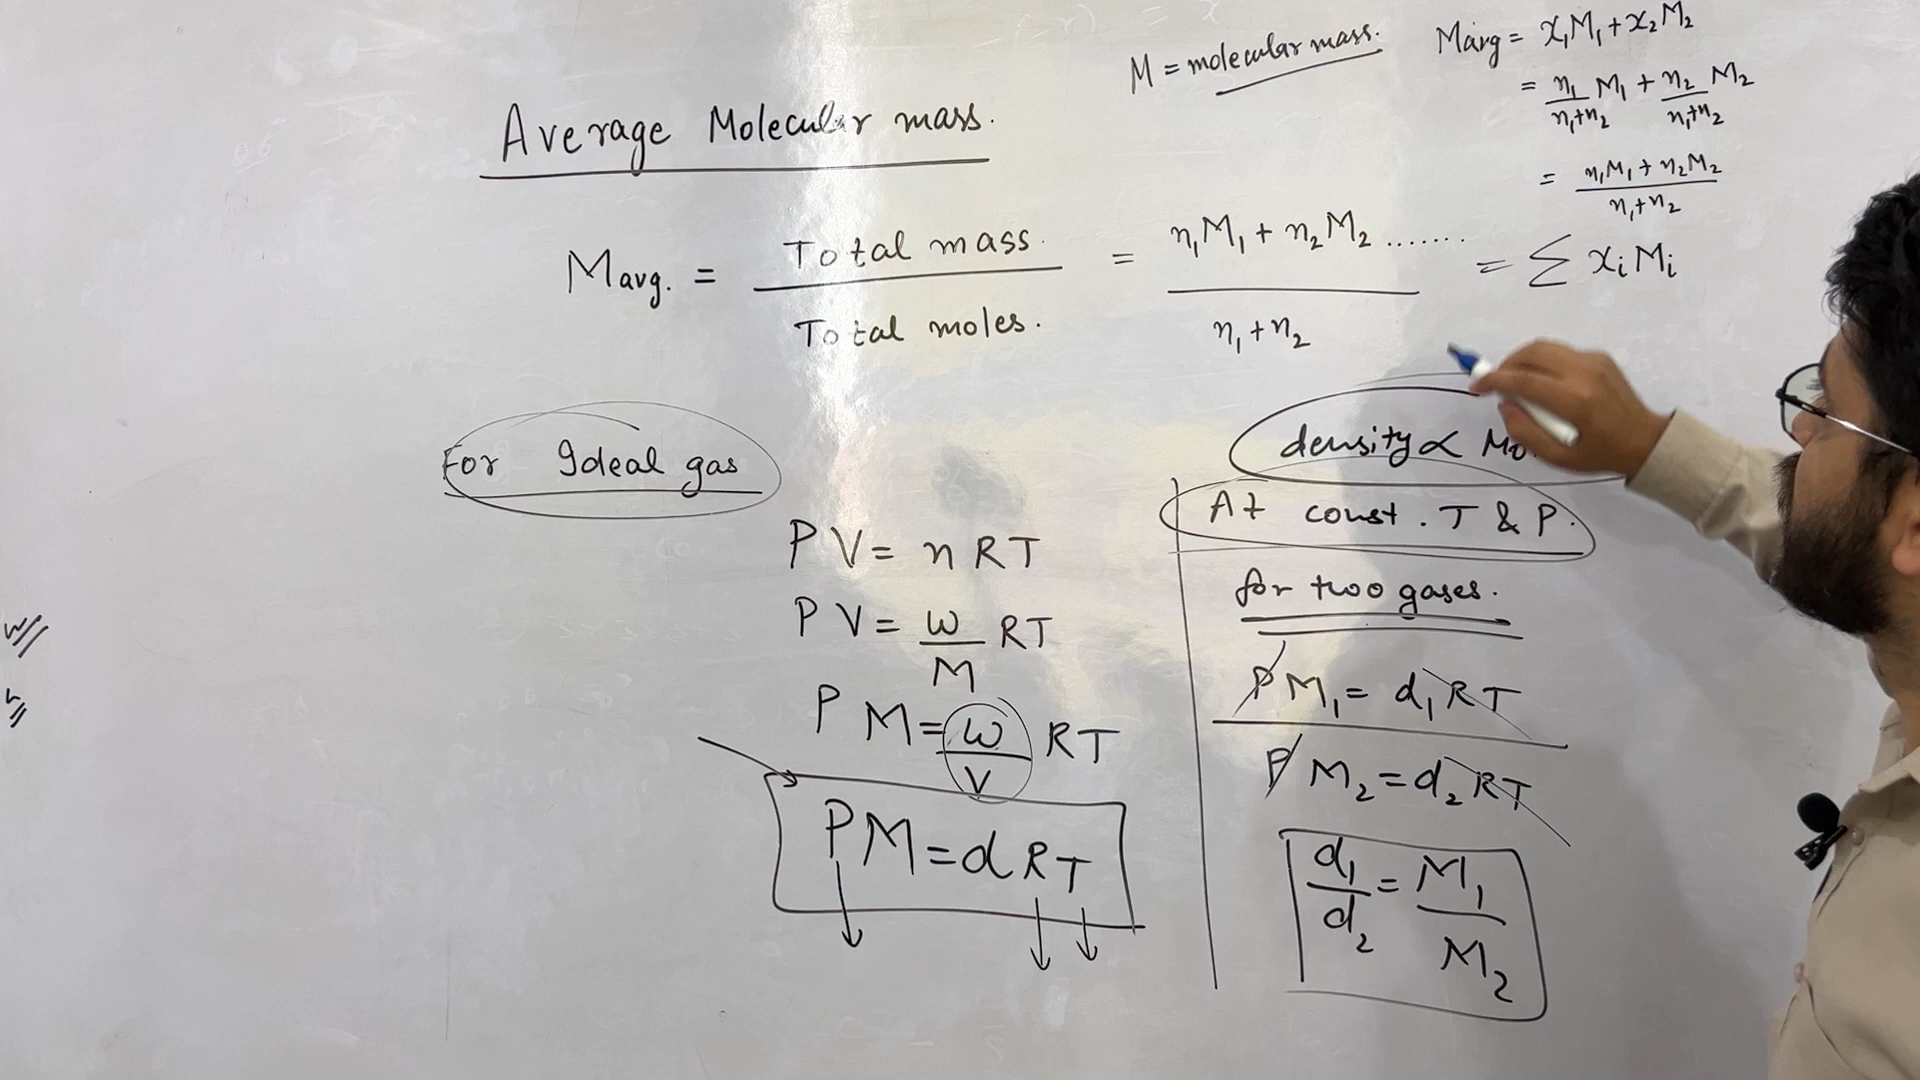 M = molecular mass.
Mavg = x₁M₁ + x₂M₂
= n₁/(n₁+n₂) M₁ + n₂/(n₁+n₂) M₂
= (n₁M₁ + n₂M₂)/(n₁+n₂)
Average Molecular mass.
Mavg. = Total mass. / Total moles. = (n₁M₁ + n₂M₂ .......)/(n₁ + n₂) = Σ xᵢMᵢ
For Ideal gas
PV = nRT
PV = w/M RT
PM = w/V RT
PM = dRT
density ∝
At const. T & P.
for two gases.
PM₁ = d₁RT
PM₂ = d₂RT
d₁/d₂ = M₁/M₂